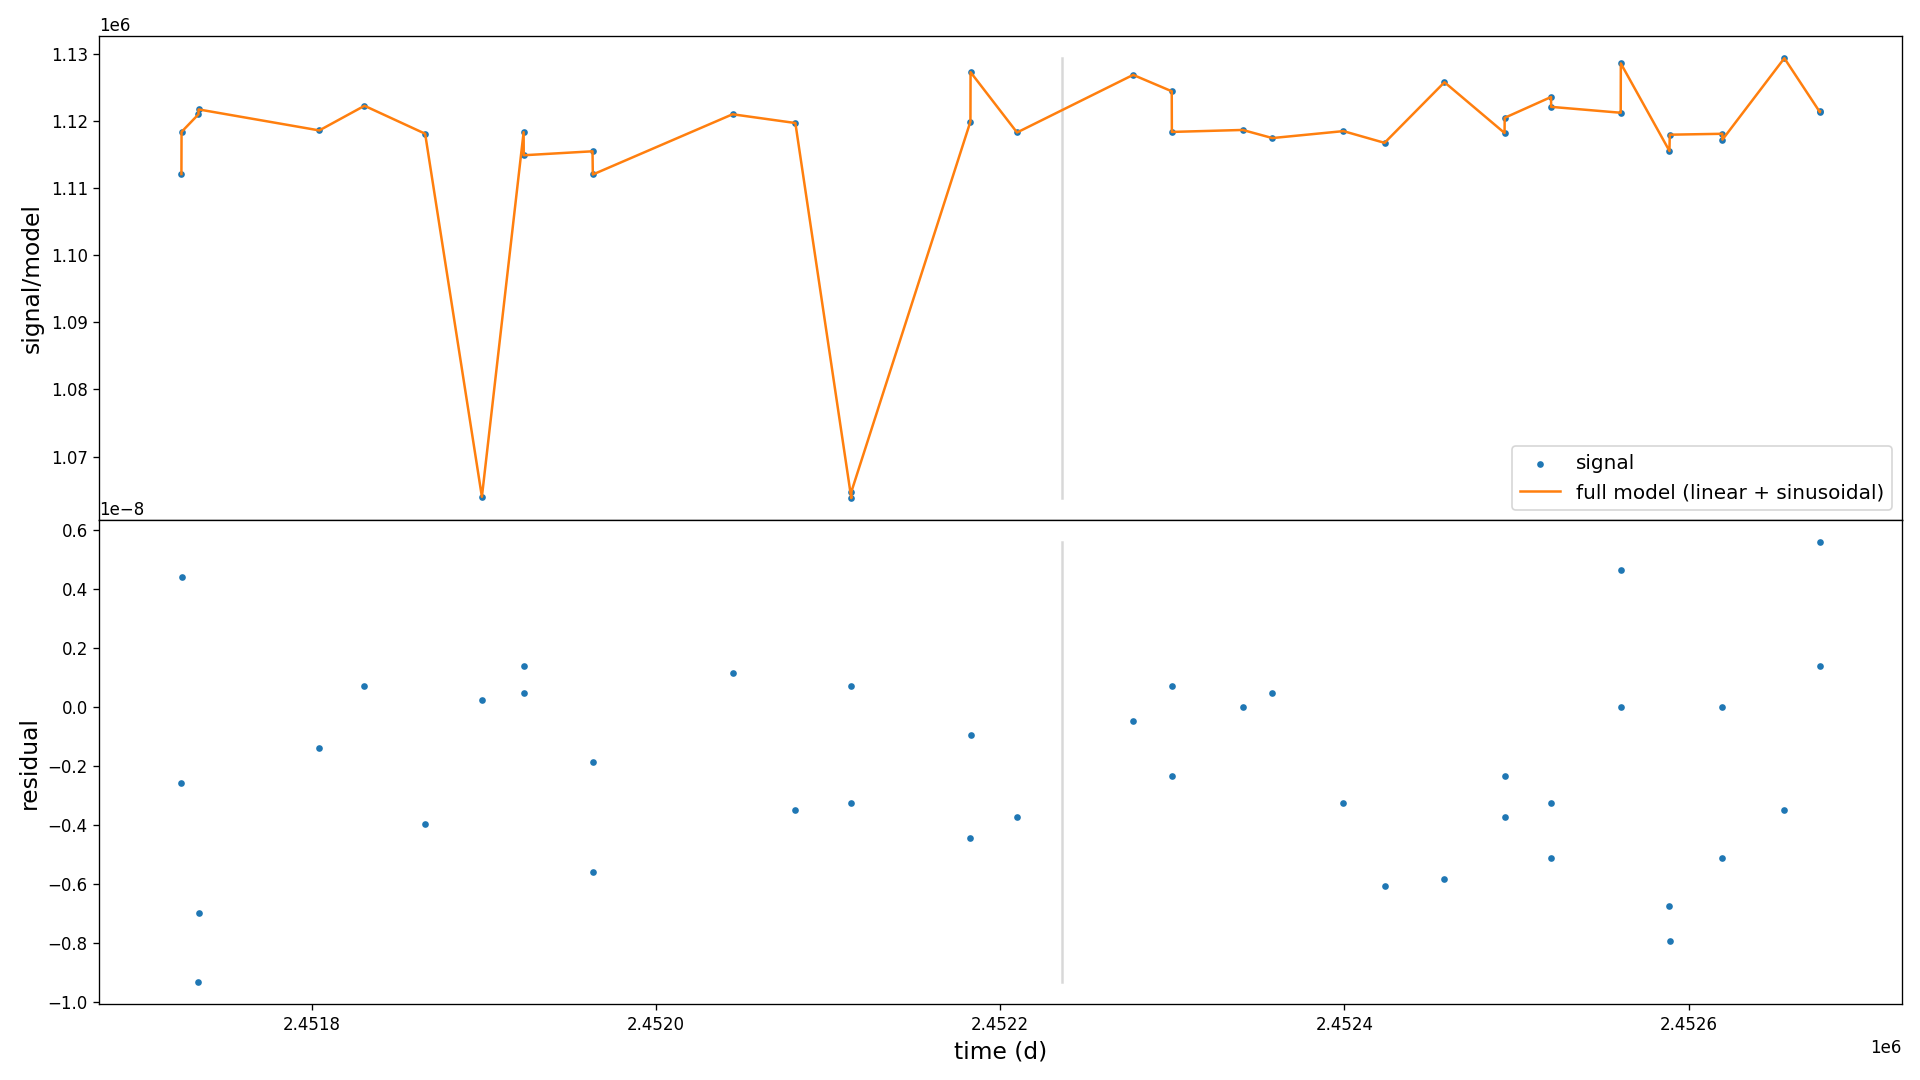 1e6
1.13
1.12
1.11
1.10
1.09
1.08
1.07
signal/model
signal
full model (linear + sinusoidal)
1e−8
0.6
0.4
0.2
0.0
−0.2
−0.4
−0.6
−0.8
−1.0
residual
2.4518 2.4520 2.4522 2.4524 2.4526
time (d)
1e6